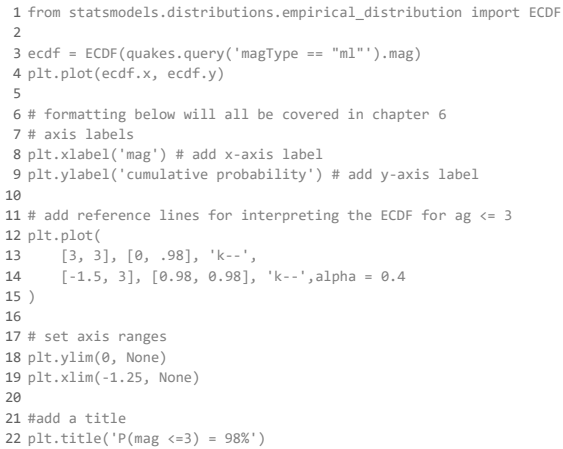 1 from statsmodels.distributions.empirical_distribution import ECDF
2
3 ecdf = ECDF(quakes.query('magType == "ml"').mag)
4 plt.plot(ecdf.x, ecdf.y)
5
6 # formatting below will all be covered in chapter 6
7 # axis labels
8 plt.xlabel('mag') # add x-axis label
9 plt.ylabel('cumulative probability') # add y-axis label
10
11 # add reference lines for interpreting the ECDF for ag <= 3
12 plt.plot(
13     [3, 3], [0, .98], 'k--',
14     [-1.5, 3], [0.98, 0.98], 'k--',alpha = 0.4
15 )
16
17 # set axis ranges
18 plt.ylim(0, None)
19 plt.xlim(-1.25, None)
20
21 #add a title
22 plt.title('P(mag <=3) = 98%')